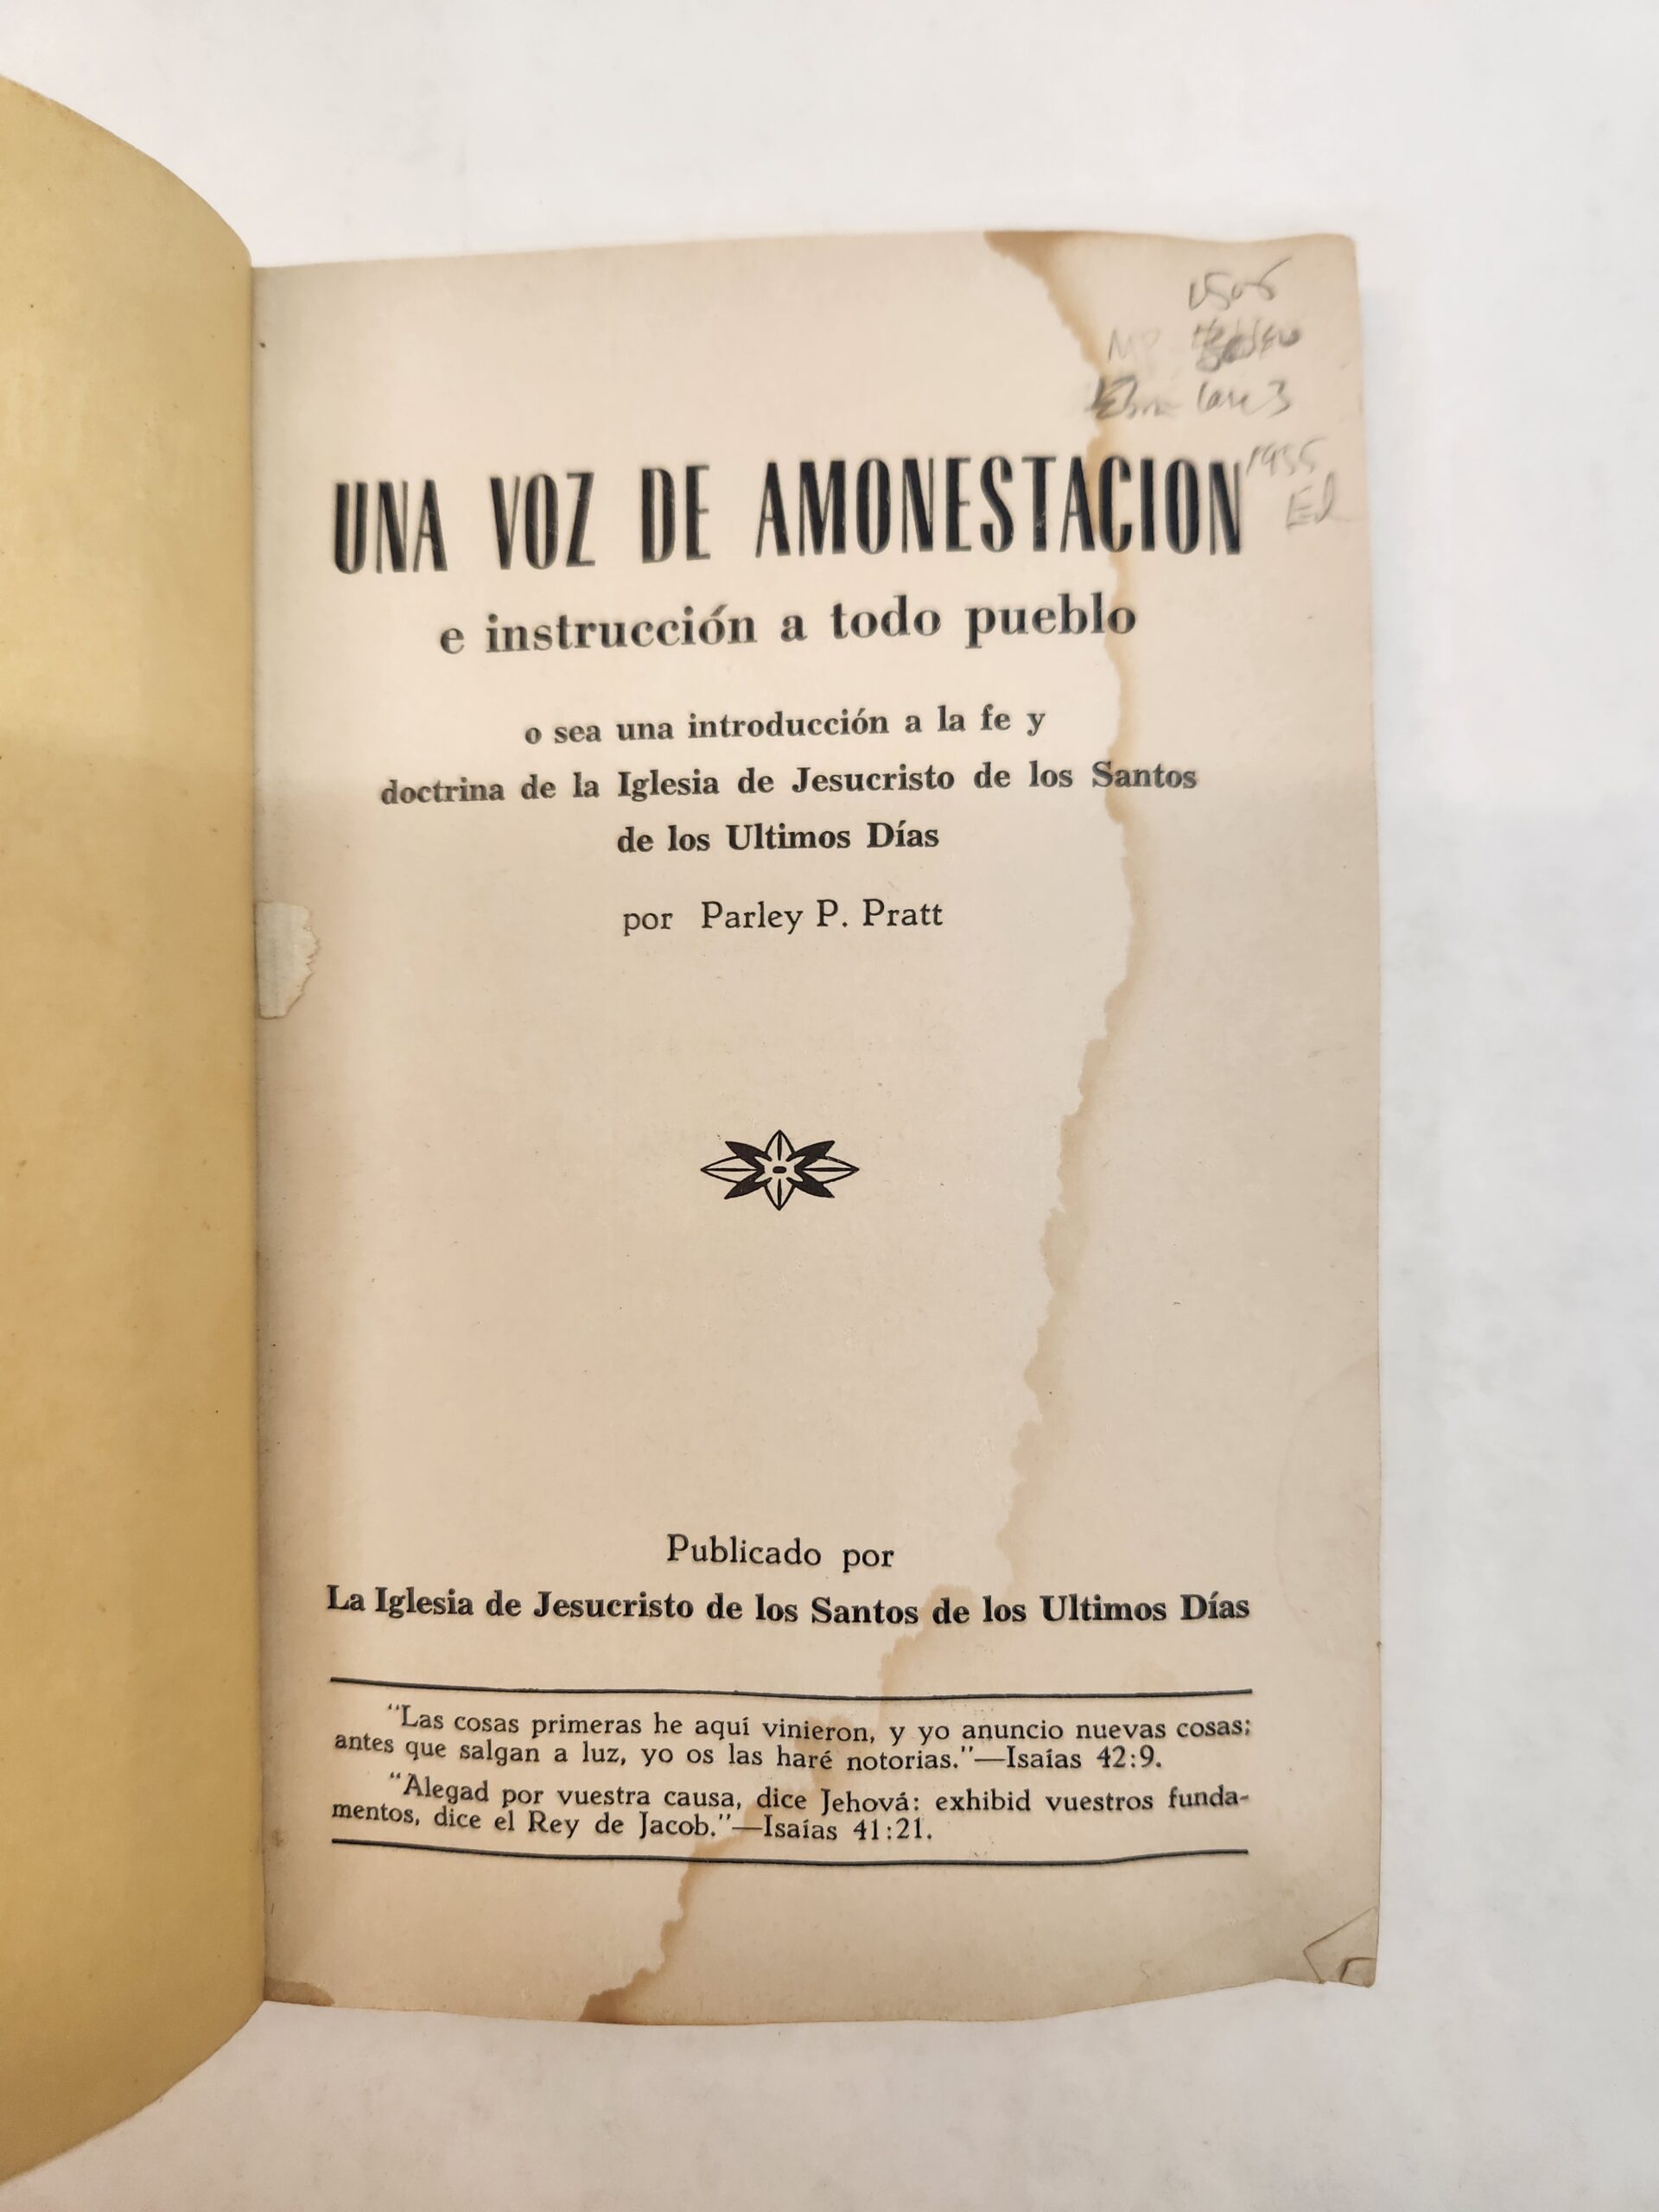 1955
Ed
UNA VOZ DE AMONESTACION
e instrucción a todo pueblo
o sea una introducción a la fe y
doctrina de la Iglesia de Jesucristo de los Santos
de los Ultimos Días
por Parley P. Pratt
Publicado por
La Iglesia de Jesucristo de los Santos de los Ultimos Días
"Las cosas primeras he aquí vinieron, y yo anuncio nuevas cosas;
antes que salgan a luz, yo os las haré notorias."—Isaías 42:9.
"Alegad por vuestra causa, dice Jehová: exhibid vuestros funda-
mentos, dice el Rey de Jacob."—Isaías 41:21.